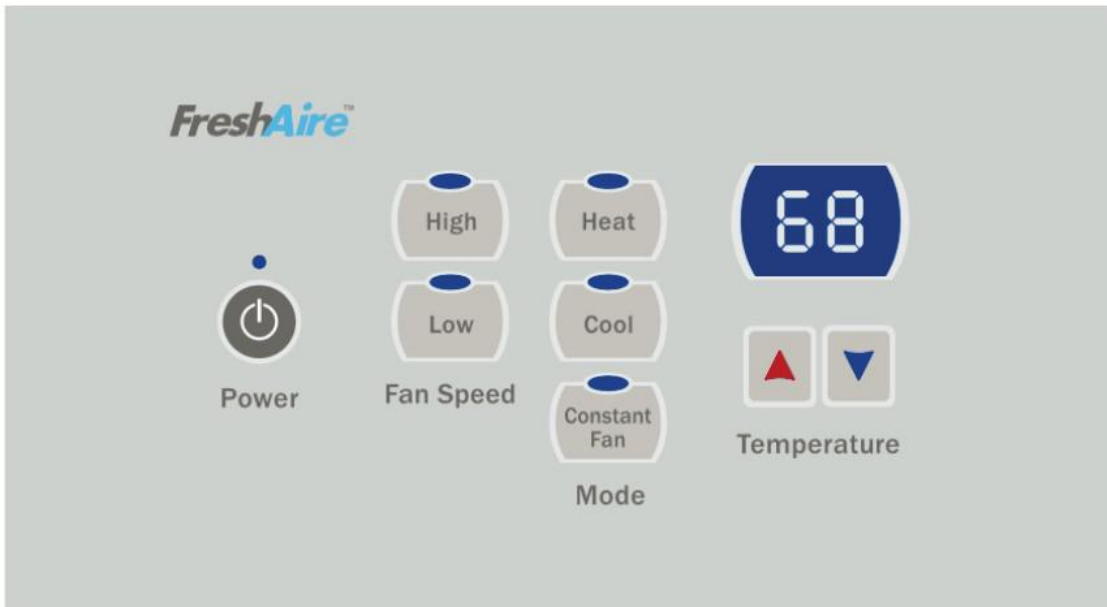 FreshAire™
High
Heat
68
Low
Cool
Power
Fan Speed
Constant
Fan
Temperature
Mode